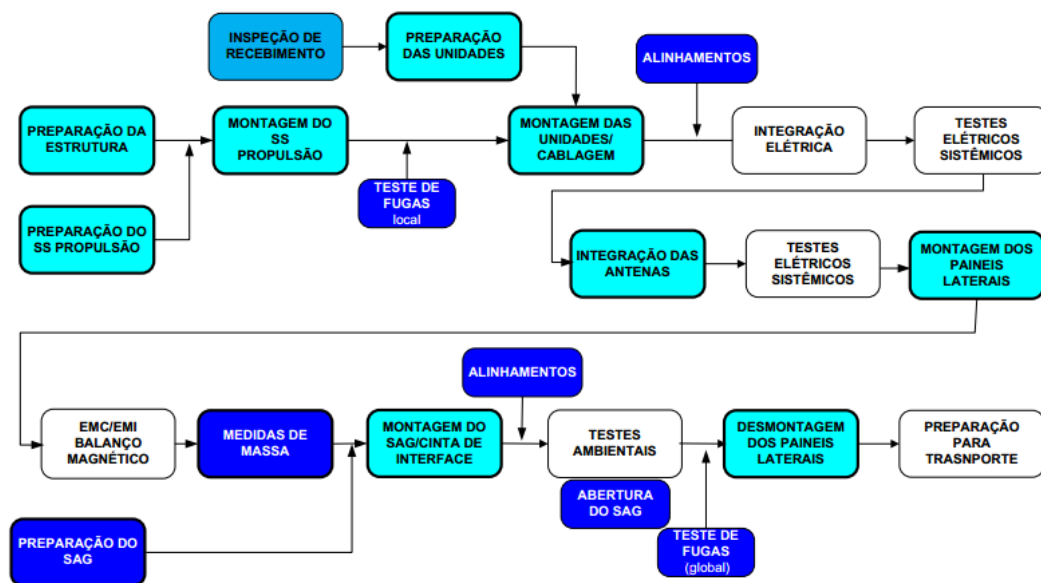 INSPEÇÃO DE
RECEBIMENTO
PREPARAÇÃO
DAS UNIDADES
ALINHAMENTOS
PREPARAÇÃO DA
ESTRUTURA
MONTAGEM DO
SS
PROPULSÃO
MONTAGEM DAS
UNIDADES/
CABLAGEM
INTEGRAÇÃO
ELÉTRICA
TESTES
ELÉTRICOS
SISTÊMICOS
TESTE DE
FUGAS
local
PREPARAÇÃO DO
SS PROPULSÃO
INTEGRAÇÃO DAS
ANTENAS
TESTES
ELÉTRICOS
SISTÊMICOS
MONTAGEM DOS
PAINEIS
LATERAIS
ALINHAMENTOS
EMC/EMI
BALANÇO
MAGNÉTICO
MEDIDAS DE
MASSA
MONTAGEM DO
SAG/CINTA DE
INTERFACE
TESTES
AMBIENTAIS
DESMONTAGEM
DOS PAINEIS
LATERAIS
PREPARAÇÃO
PARA
TRASNPORTE
ABERTURA
DO SAG
PREPARAÇÃO DO
SAG
TESTE DE
FUGAS
(global)